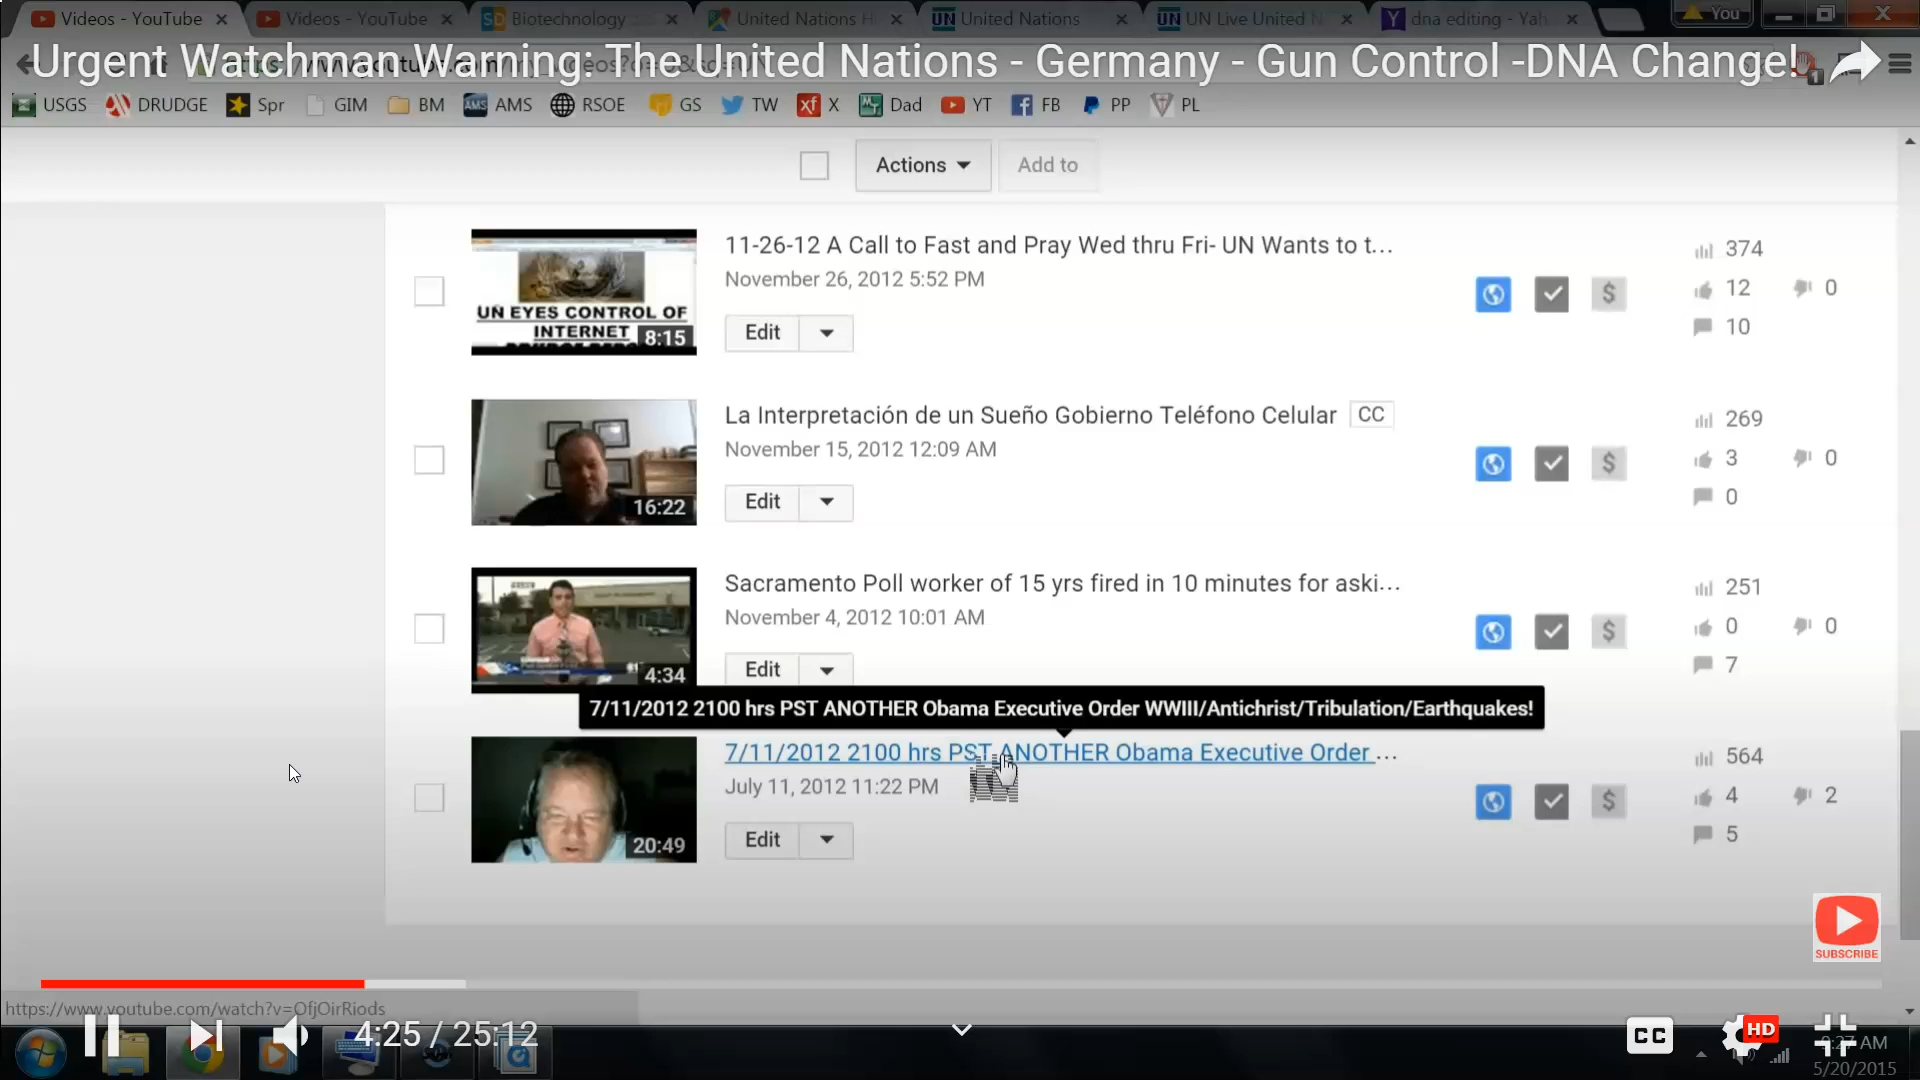 Videos - YouTube
Videos - YouTube
SD Biotechnology
United Nations H
UN United Nations
UN Live United N
dna editing - Yah
You
Urgent Watchman Warning: The United Nations - Germany - Gun Control -DNA Change!
USGS DRUDGE Spr GIM BM AMS AMS RSOE GS TW xf X Dad YT FB PP PL
Actions Add to
11-26-12 A Call to Fast and Pray Wed thru Fri- UN Wants to t...
November 26, 2012 5:52 PM
UN EYES CONTROL OF
INTERNET
8:15
Edit
$
374
12 0
10
La Interpretación de un Sueño Gobierno Teléfono Celular CC
November 15, 2012 12:09 AM
16:22
Edit
$
269
3 0
0
Sacramento Poll worker of 15 yrs fired in 10 minutes for aski...
November 4, 2012 10:01 AM
4:34
Edit
$
251
0 0
7
7/11/2012 2100 hrs PST ANOTHER Obama Executive Order WWIII/Antichrist/Tribulation/Earthquakes!
7/11/2012 2100 hrs PST ANOTHER Obama Executive Order ...
July 11, 2012 11:22 PM
20:49
Edit
$
564
4 2
5
SUBSCRIBE
https://www.youtube.com/watch?v=OfjOirRiods
4:25 / 25:12
CC
HD
AM
5/20/2015